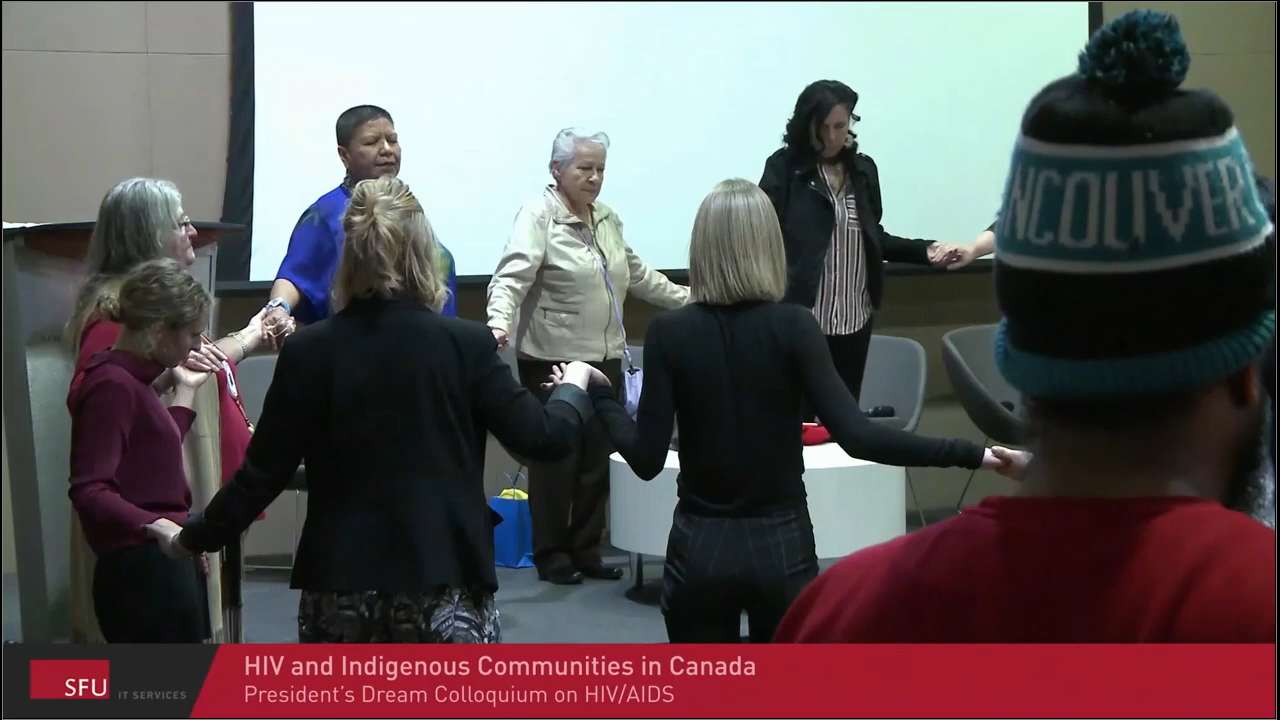 NCOUVER
HIV and Indigenous Communities in Canada
President's Dream Colloquium on HIV/AIDS
SFU IT SERVICES